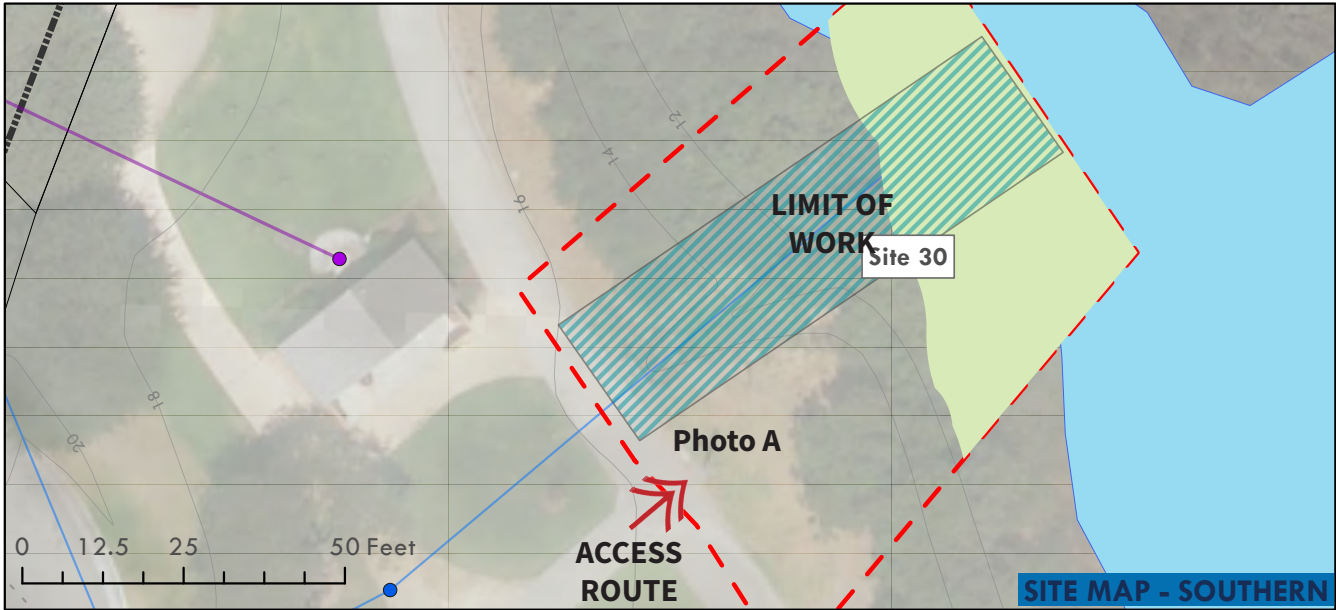 12
14
16
LIMIT OF
WORK
Site 30
18
20
Photo A
0 12.5 25 50 Feet
ACCESS
ROUTE
SITE MAP - SOUTHERN